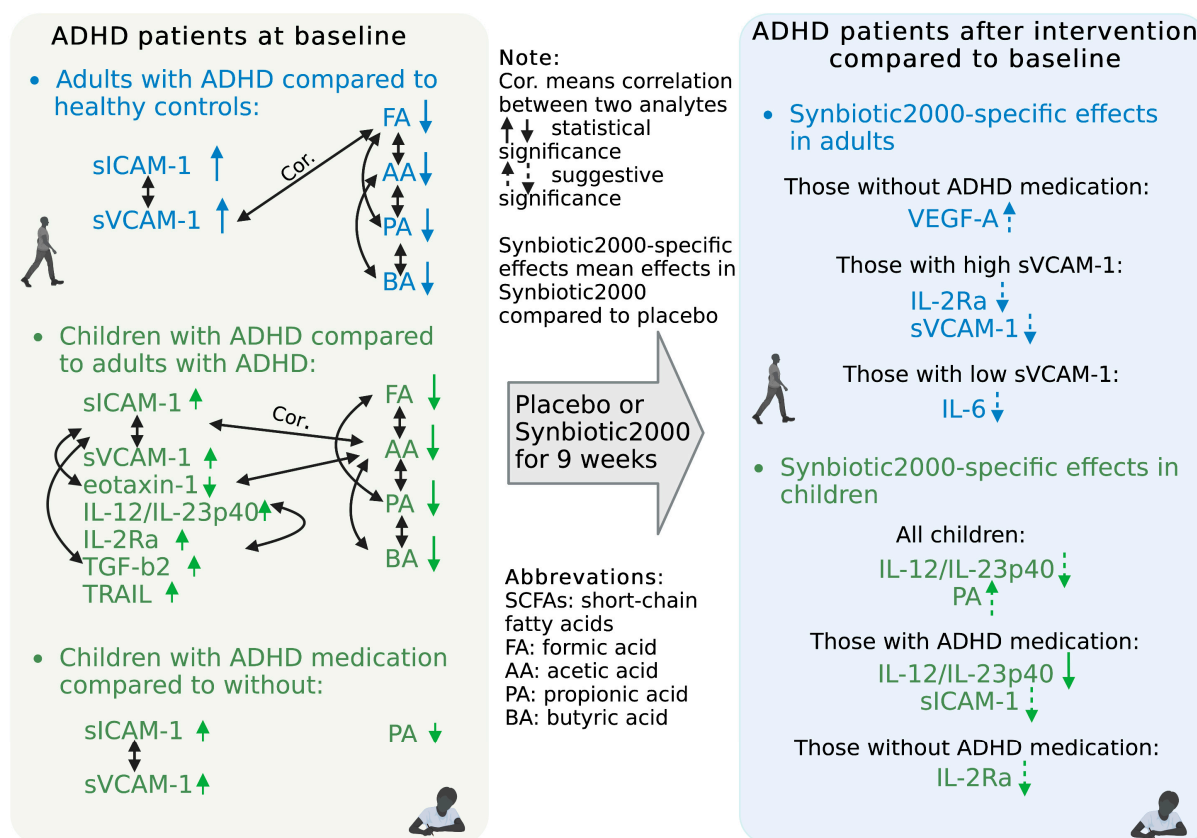 ADHD patients at baseline
• Adults with ADHD compared to
healthy controls:
sICAM-1
sVCAM-1
Cor.
FA
AA
PA
BA
• Children with ADHD compared
to adults with ADHD:
sICAM-1
sVCAM-1
eotaxin-1
IL-12/IL-23p40
IL-2Ra
TGF-b2
TRAIL
Cor.
FA
AA
PA
BA
• Children with ADHD medication
compared to without:
sICAM-1
sVCAM-1
PA
Note:
Cor. means correlation
between two analytes
statistical
significance
suggestive
significance
Synbiotic2000-specific
effects mean effects in
Synbiotic2000
compared to placebo
Placebo or
Synbiotic2000
for 9 weeks
Abbrevations:
SCFAs: short-chain
fatty acids
FA: formic acid
AA: acetic acid
PA: propionic acid
BA: butyric acid
ADHD patients after intervention
compared to baseline
• Synbiotic2000-specific effects
in adults
Those without ADHD medication:
VEGF-A
Those with high sVCAM-1:
IL-2Ra
sVCAM-1
Those with low sVCAM-1:
IL-6
• Synbiotic2000-specific effects in
children
All children:
IL-12/IL-23p40
PA
Those with ADHD medication:
IL-12/IL-23p40
sICAM-1
Those without ADHD medication:
IL-2Ra